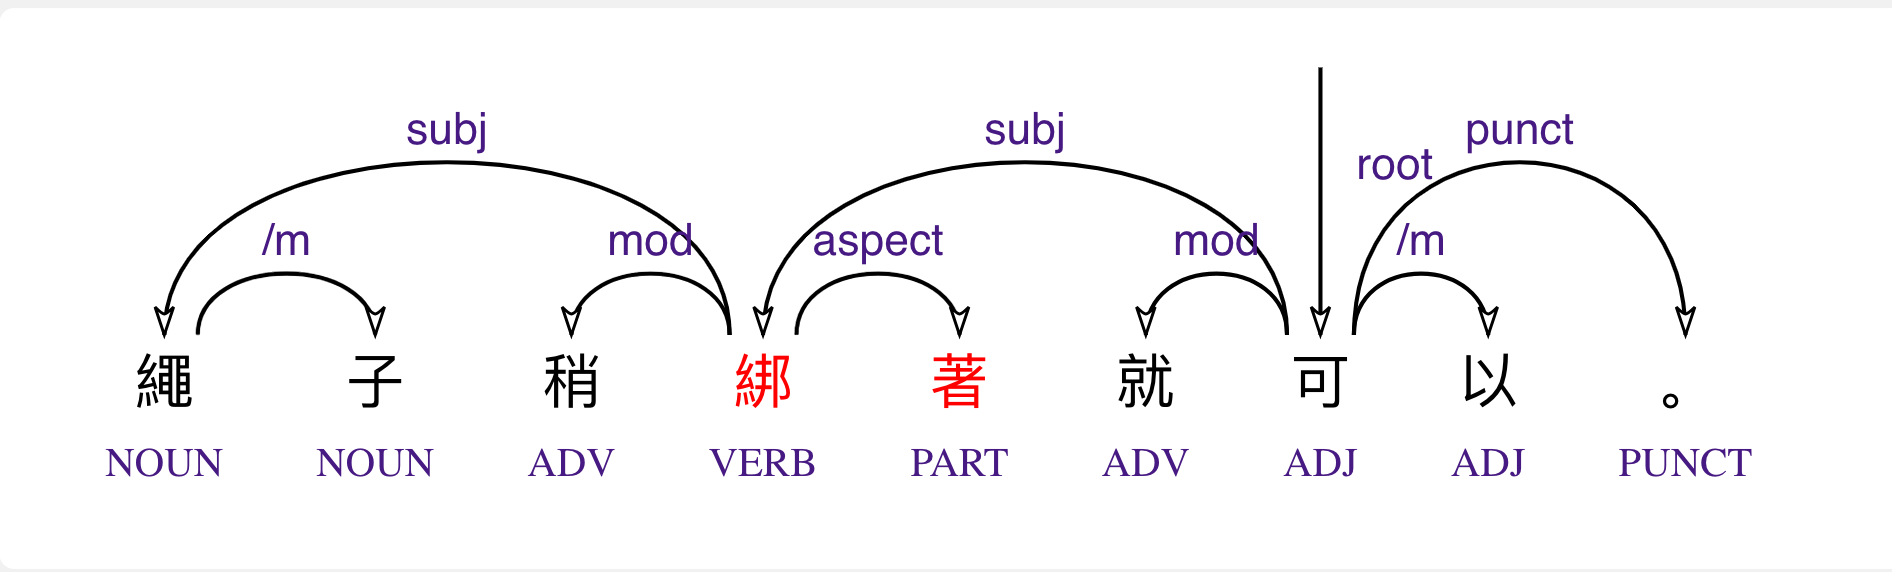 subj subj punct
root
/m mod aspect mod /m
繩 子 稍 綁 著 就 可 以 。
NOUN NOUN ADV VERB PART ADV ADJ ADJ PUNCT